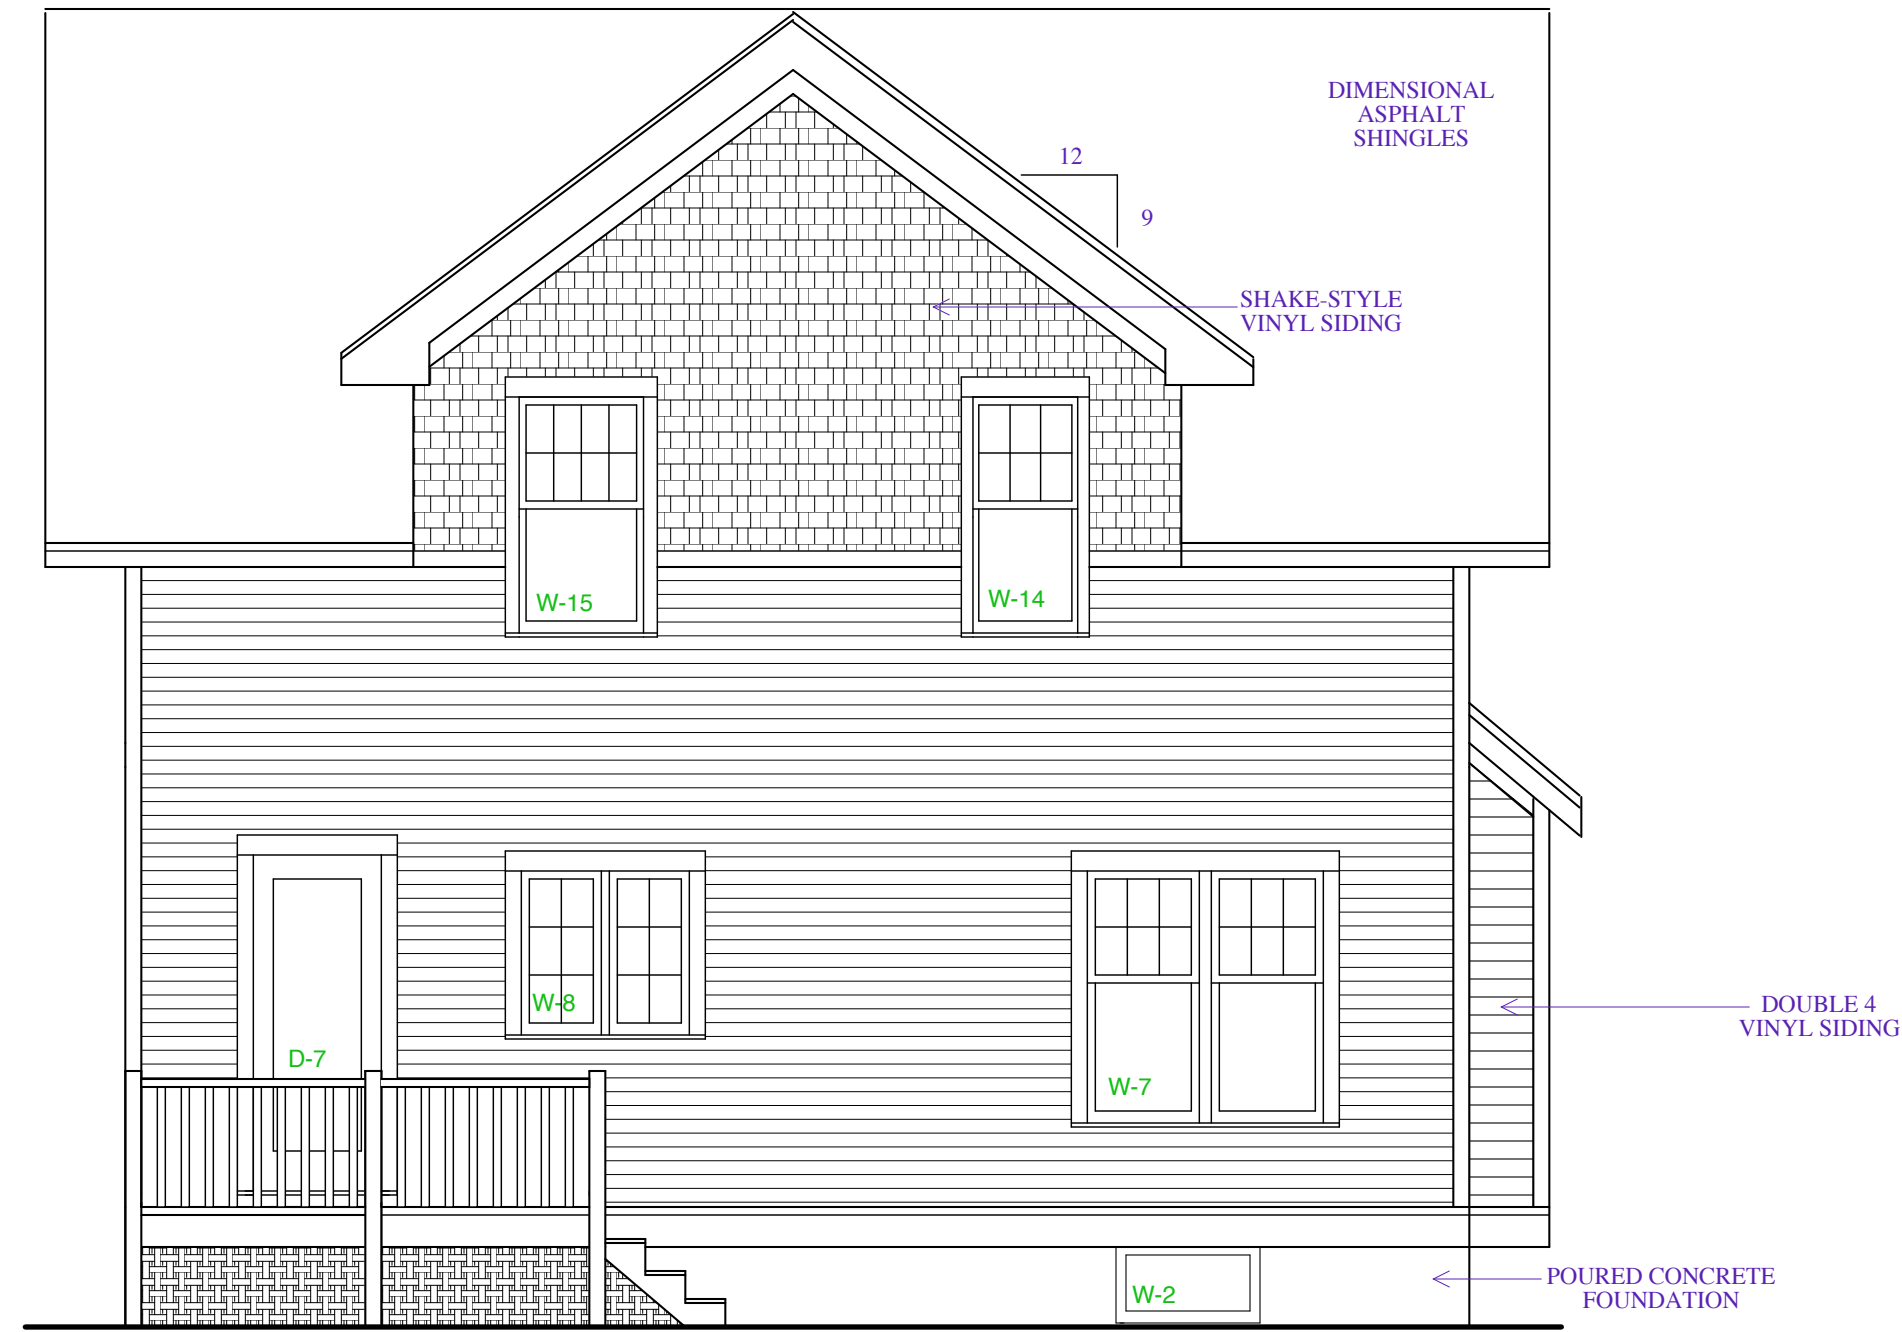 DIMENSIONAL
ASPHALT
SHINGLES
12
9
SHAKE-STYLE
VINYL SIDING
W-15
W-14
W-8
D-7
W-7
DOUBLE 4
VINYL SIDING
POURED CONCRETE
FOUNDATION
W-2